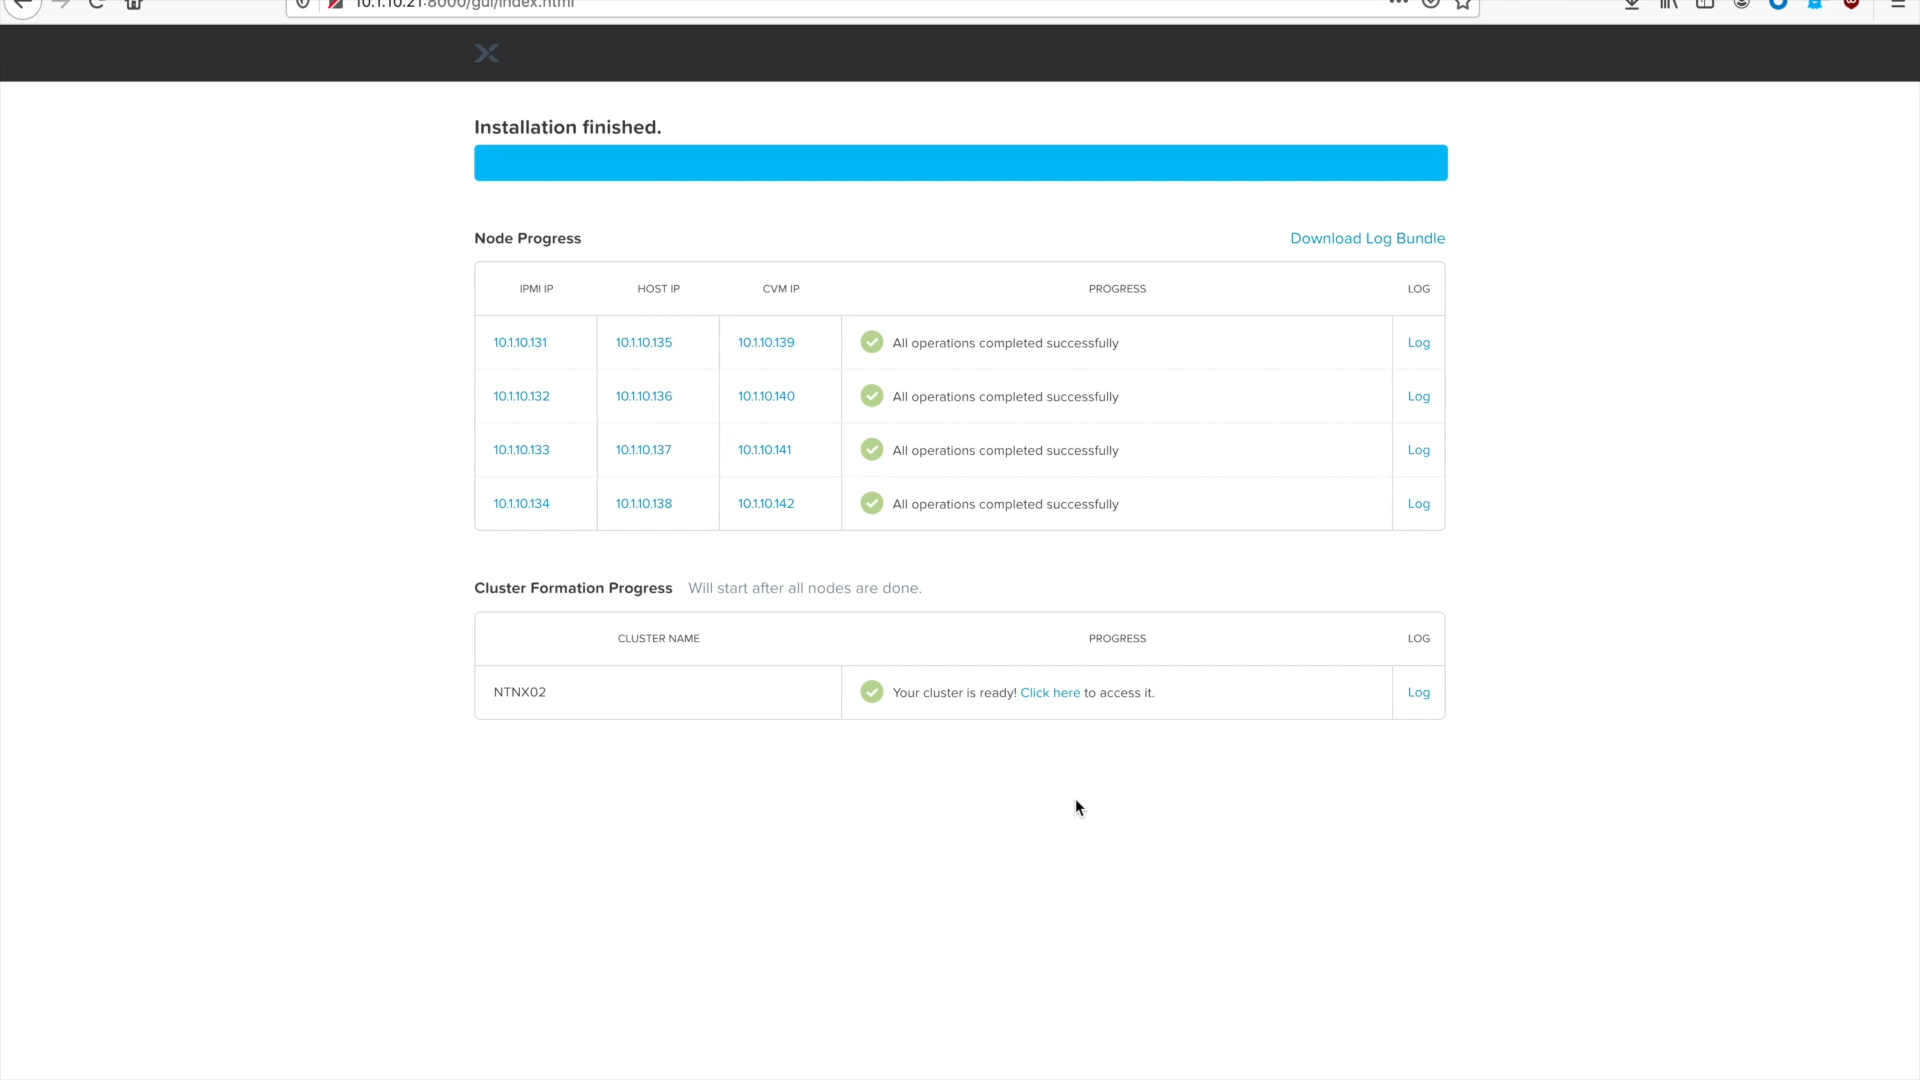 10.1.10.21:8000/gui/index.html
Installation finished.
Node Progress
Download Log Bundle
IPMI IP HOST IP CVM IP PROGRESS LOG
10.1.10.131 10.1.10.135 10.1.10.139 All operations completed successfully Log
10.1.10.132 10.1.10.136 10.1.10.140 All operations completed successfully Log
10.1.10.133 10.1.10.137 10.1.10.141 All operations completed successfully Log
10.1.10.134 10.1.10.138 10.1.10.142 All operations completed successfully Log
Cluster Formation Progress Will start after all nodes are done.
CLUSTER NAME PROGRESS LOG
NTNX02 Your cluster is ready! Click here to access it. Log